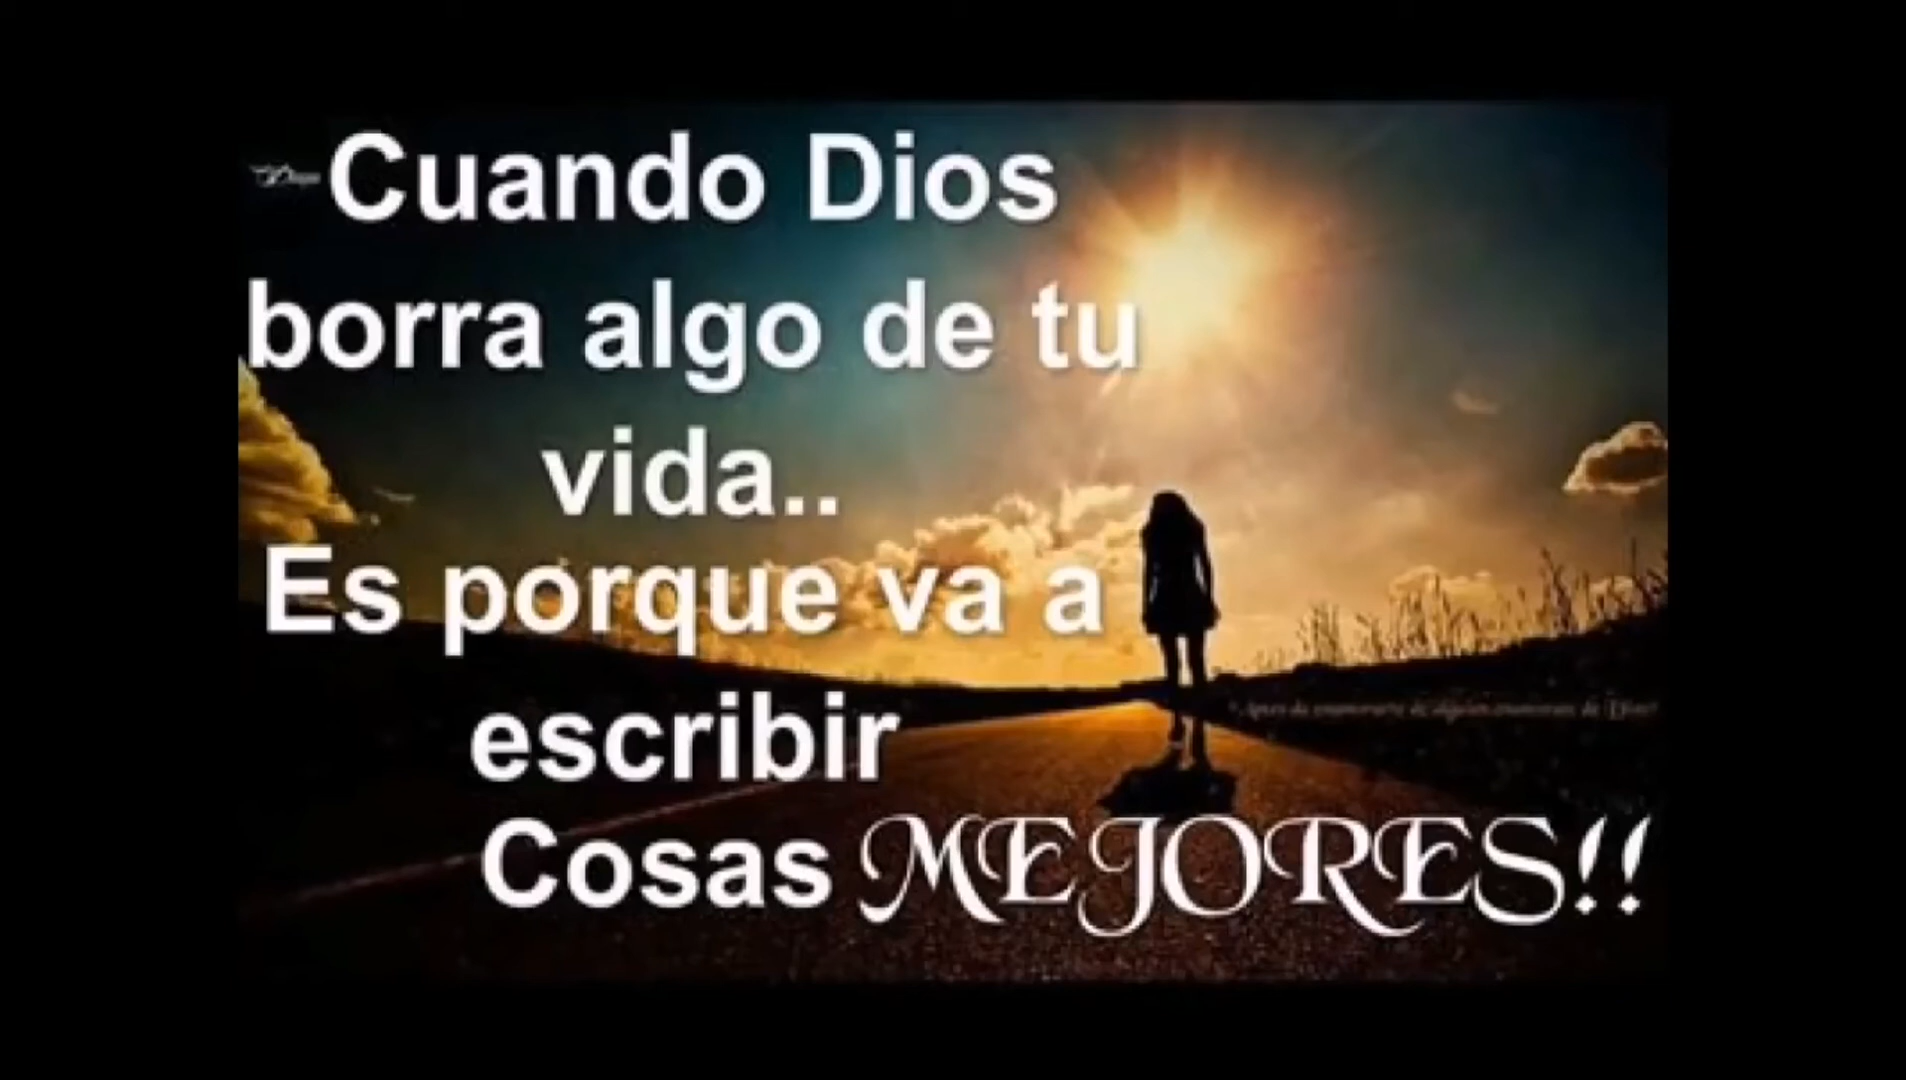 Cuando Dios
borra algo de tu
vida..
Es porque va a
escribir
Cosas MEJORES!!